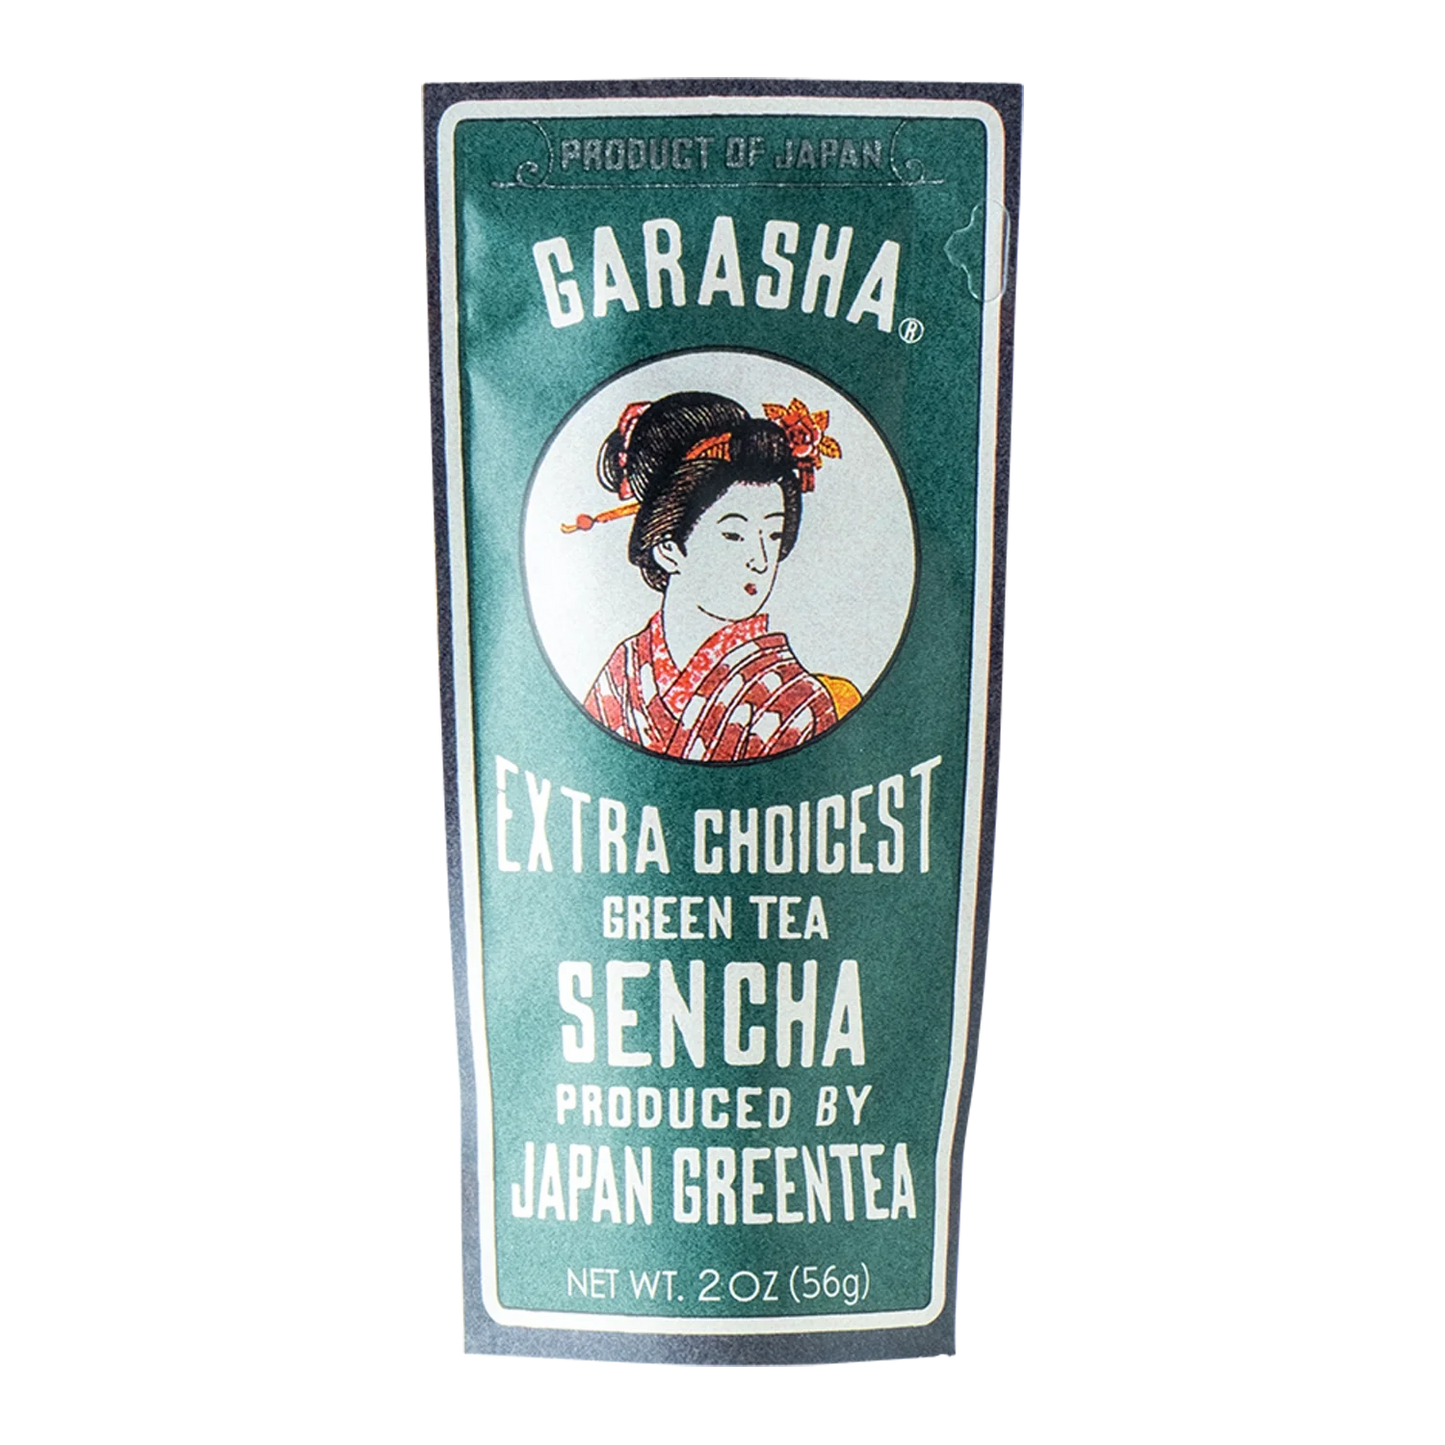 PRODUCT OF JAPAN
GARASHA®
EXTRA CHOICEST
GREEN TEA
SENCHA
PRODUCED BY
JAPAN GREENTEA
NET WT. 2 OZ (56g)